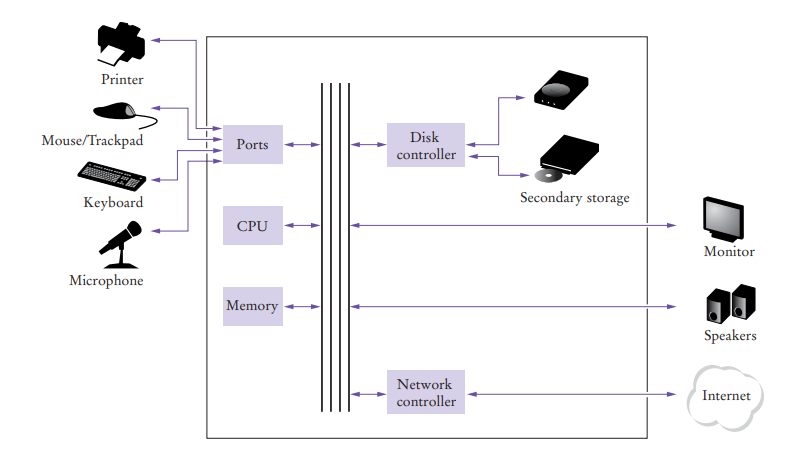 Printer
Mouse/Trackpad
Keyboard
Microphone
Ports
CPU
Memory
Disk
controller
Secondary storage
Monitor
Speakers
Network
controller
Internet